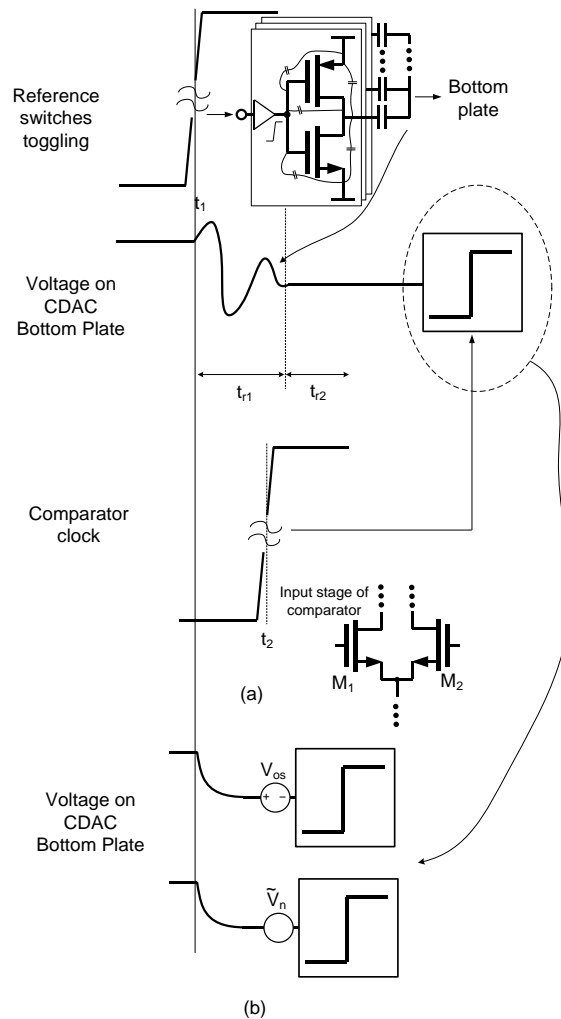 Reference
switches
toggling
Bottom
plate
t1
Voltage on
CDAC
Bottom Plate
tr1
tr2
Comparator
clock
t2
Input stage of
comparator
M1
M2
(a)
Vos
+ −
Voltage on
CDAC
Bottom Plate
Ṽn
(b)